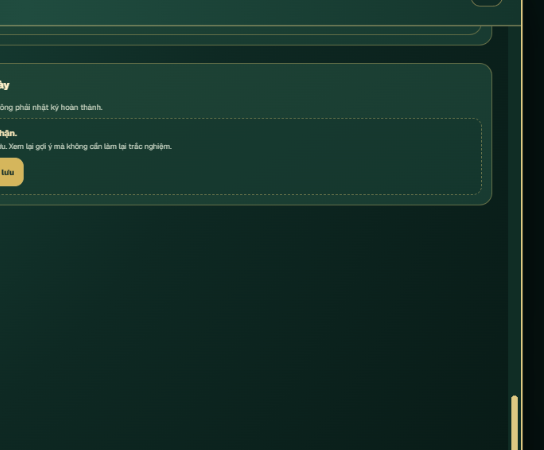 ày
ông phải nhật ký hoàn thành.
hận.
ưu. Xem lại gợi ý mà không cần làm lại trắc nghiệm.
lưu